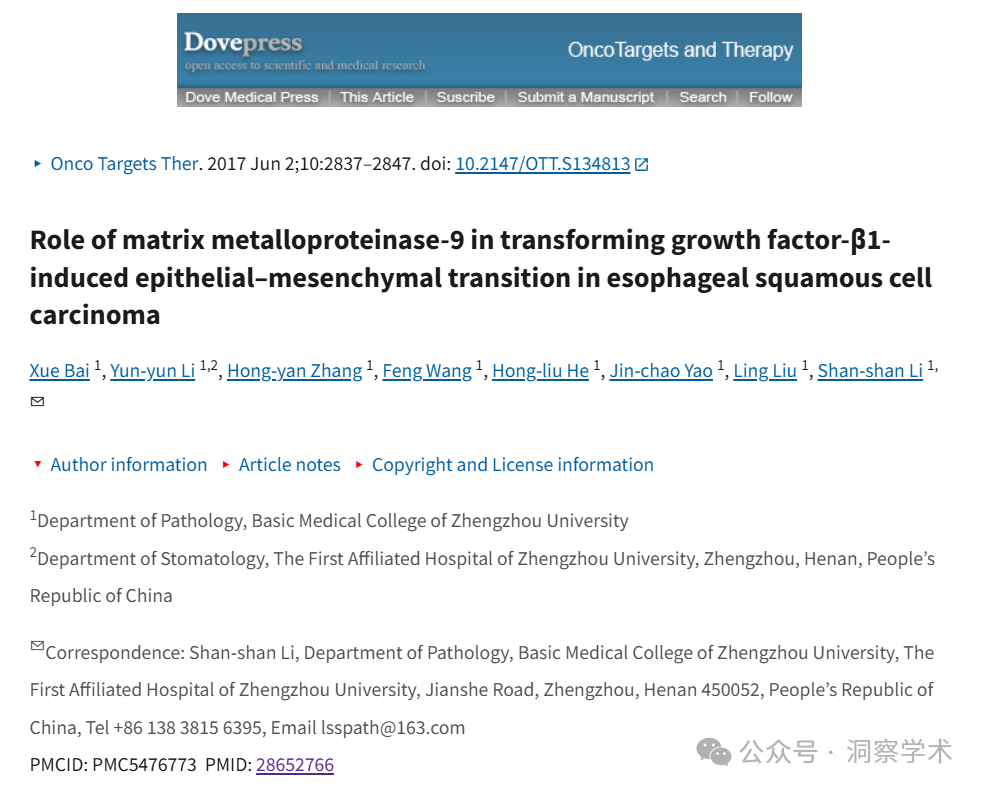 Dovepress
open access to scientific and medical research
OncoTargets and Therapy
Dove Medical Press | This Article | Suscribe | Submit a Manuscript | Search | Follow
Onco Targets Ther. 2017 Jun 2;10:2837–2847. doi: 10.2147/OTT.S134813
Role of matrix metalloproteinase-9 in transforming growth factor-β1-
induced epithelial–mesenchymal transition in esophageal squamous cell
carcinoma
Xue Bai 1, Yun-yun Li 1,2, Hong-yan Zhang 1, Feng Wang 1, Hong-liu He 1, Jin-chao Yao 1, Ling Liu 1, Shan-shan Li 1,
Author information Article notes Copyright and License information
1Department of Pathology, Basic Medical College of Zhengzhou University
2Department of Stomatology, The First Affiliated Hospital of Zhengzhou University, Zhengzhou, Henan, People’s
Republic of China
Correspondence: Shan-shan Li, Department of Pathology, Basic Medical College of Zhengzhou University, The
First Affiliated Hospital of Zhengzhou University, Jianshe Road, Zhengzhou, Henan 450052, People’s Republic of
China, Tel +86 138 3815 6395, Email lsspath@163.com
PMCID: PMC5476773 PMID: 28652766
公众号 · 洞察学术